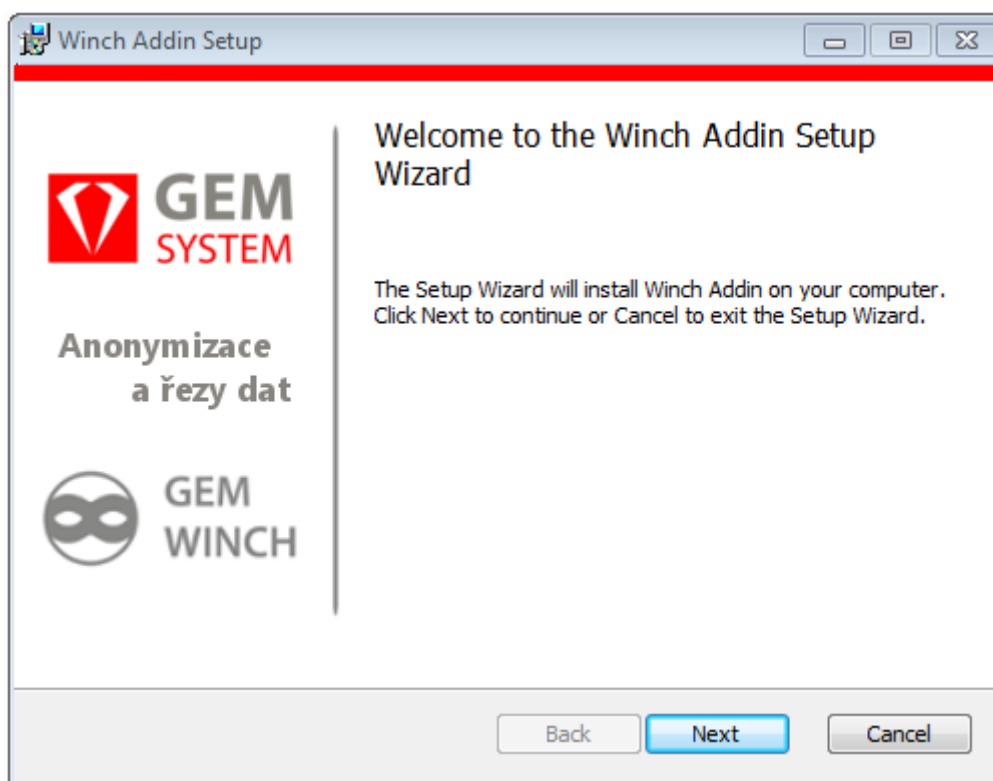 Winch Addin Setup
GEM
SYSTEM
Anonymizace
a řezy dat
GEM
WINCH
Welcome to the Winch Addin Setup
Wizard
The Setup Wizard will install Winch Addin on your computer.
Click Next to continue or Cancel to exit the Setup Wizard.
Back
Next
Cancel